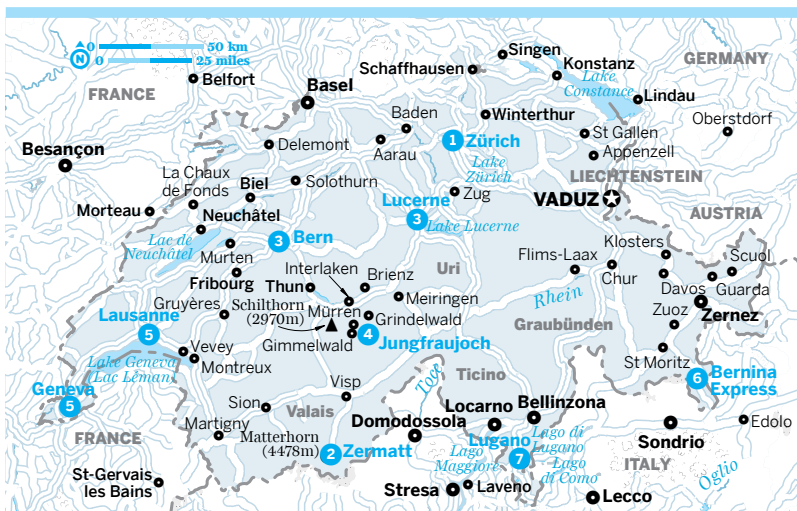 0 50 km
N 0 25 miles
Singen
Konstanz
GERMANY
Schaffhausen
Lake
Constance
Belfort
Basel
FRANCE
Winterthur
Lindau
Baden
Oberstdorf
St Gallen
Besançon
Delemont
Aarau
1 Zürich
Appenzell
Lake
Zürich
LIECHTENSTEIN
La Chaux
de Fonds
Biel
Solothurn
Zug
VADUZ
Lucerne
3
Lake Lucerne
AUSTRIA
Morteau
Neuchâtel
Lac de
Neuchâtel
3 Bern
Murten
Klosters
Scuol
Interlaken
Brienz
Uri
Flims-Laax
Chur
Fribourg
Thun
Meiringen
Rhein
Davos
Guarda
Gruyères
Schilthorn
(2970m)
Mürren
Grindelwald
Zuoz
Zernez
Lausanne
5
Gimmelwald
4
Jungfraujoch
Graubünden
Vevey
Montreux
Lake Geneva
(Lac Léman)
St Moritz
Geneva
5
Visp
Toce
Ticino
6 Bernina
Express
Sion
Valais
Locarno
Bellinzona
Martigny
Matterhorn
(4478m)
Domodossola
Sondrio
Edolo
FRANCE
2 Zermatt
Lugano
7
Lago di
Lugano
Lago
Maggiore
Lago
di Como
ITALY
Oglio
St-Gervais
les Bains
Stresa
Laveno
Lecco